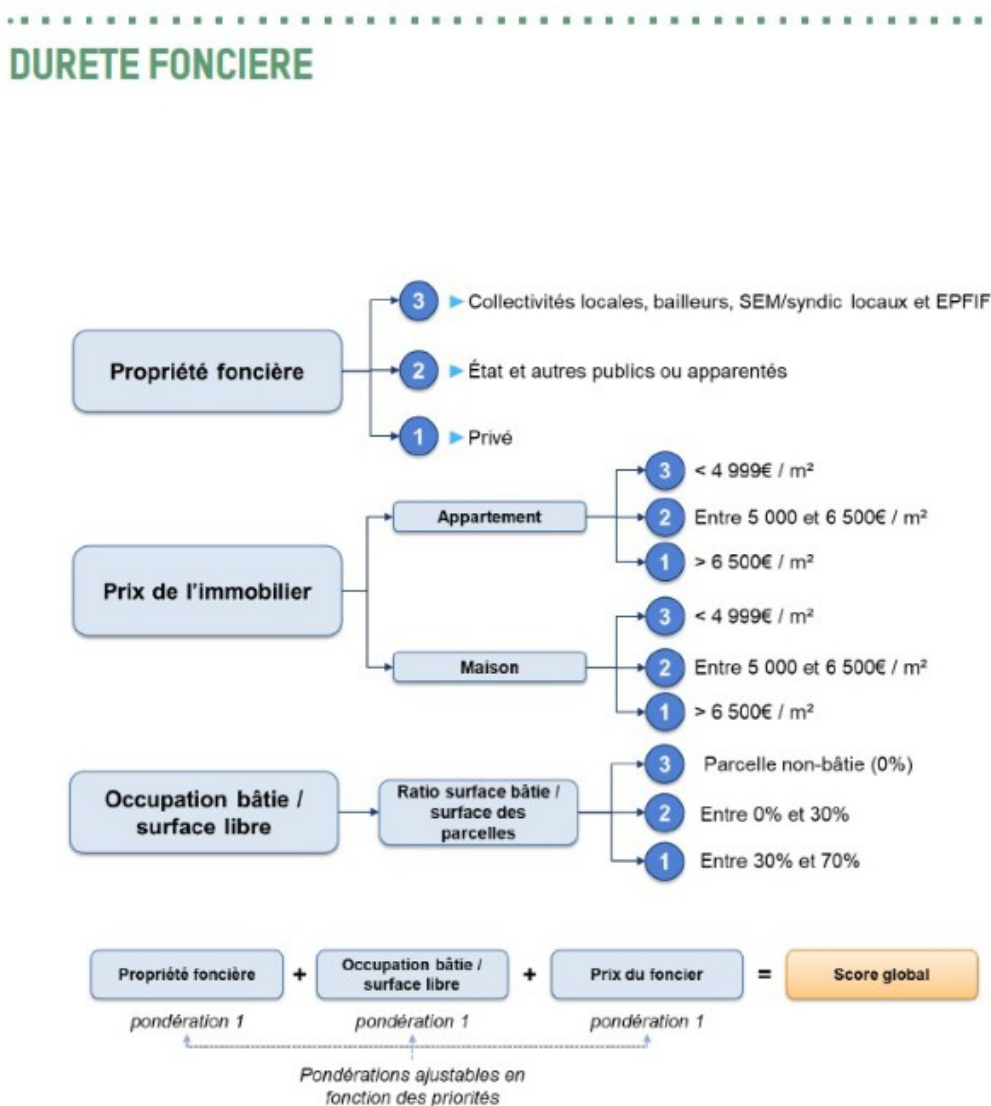 DURETE FONCIERE
Propriété foncière
3 Collectivités locales, bailleurs, SEM/syndic locaux et EPFIF
2 État et autres publics ou apparentés
1 Privé
Prix de l'immobilier
Appartement
3 < 4 999€ / m²
2 Entre 5 000 et 6 500€ / m²
1 > 6 500€ / m²
Maison
3 < 4 999€ / m²
2 Entre 5 000 et 6 500€ / m²
1 > 6 500€ / m²
Occupation bâtie /
surface libre
Ratio surface bâtie /
surface des
parcelles
3 Parcelle non-bâtie (0%)
2 Entre 0% et 30%
1 Entre 30% et 70%
Propriété foncière + Occupation bâtie / surface libre + Prix du foncier = Score global
pondération 1 pondération 1 pondération 1
Pondérations ajustables en
fonction des priorités